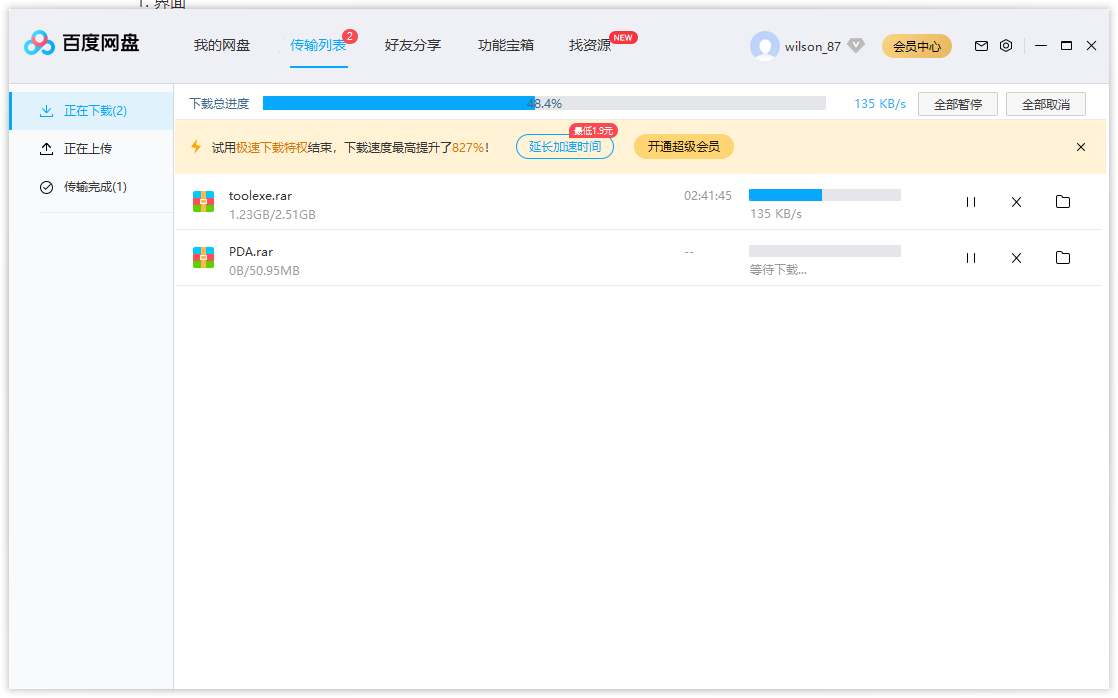 1. 界面
百度网盘
我的网盘
传输列表
2
好友分享
功能宝箱
找资源
NEW
wilson_87
会员中心
正在下载(2)
正在上传
传输完成(1)
下载总进度
48.4%
135 KB/s
全部暂停
全部取消
试用极速下载特权结束，下载速度最高提升了827%！
延长加速时间
最低1.9元
开通超级会员
toolexe.rar
1.23GB/2.51GB
02:41:45
135 KB/s
PDA.rar
0B/50.95MB
--
等待下载...